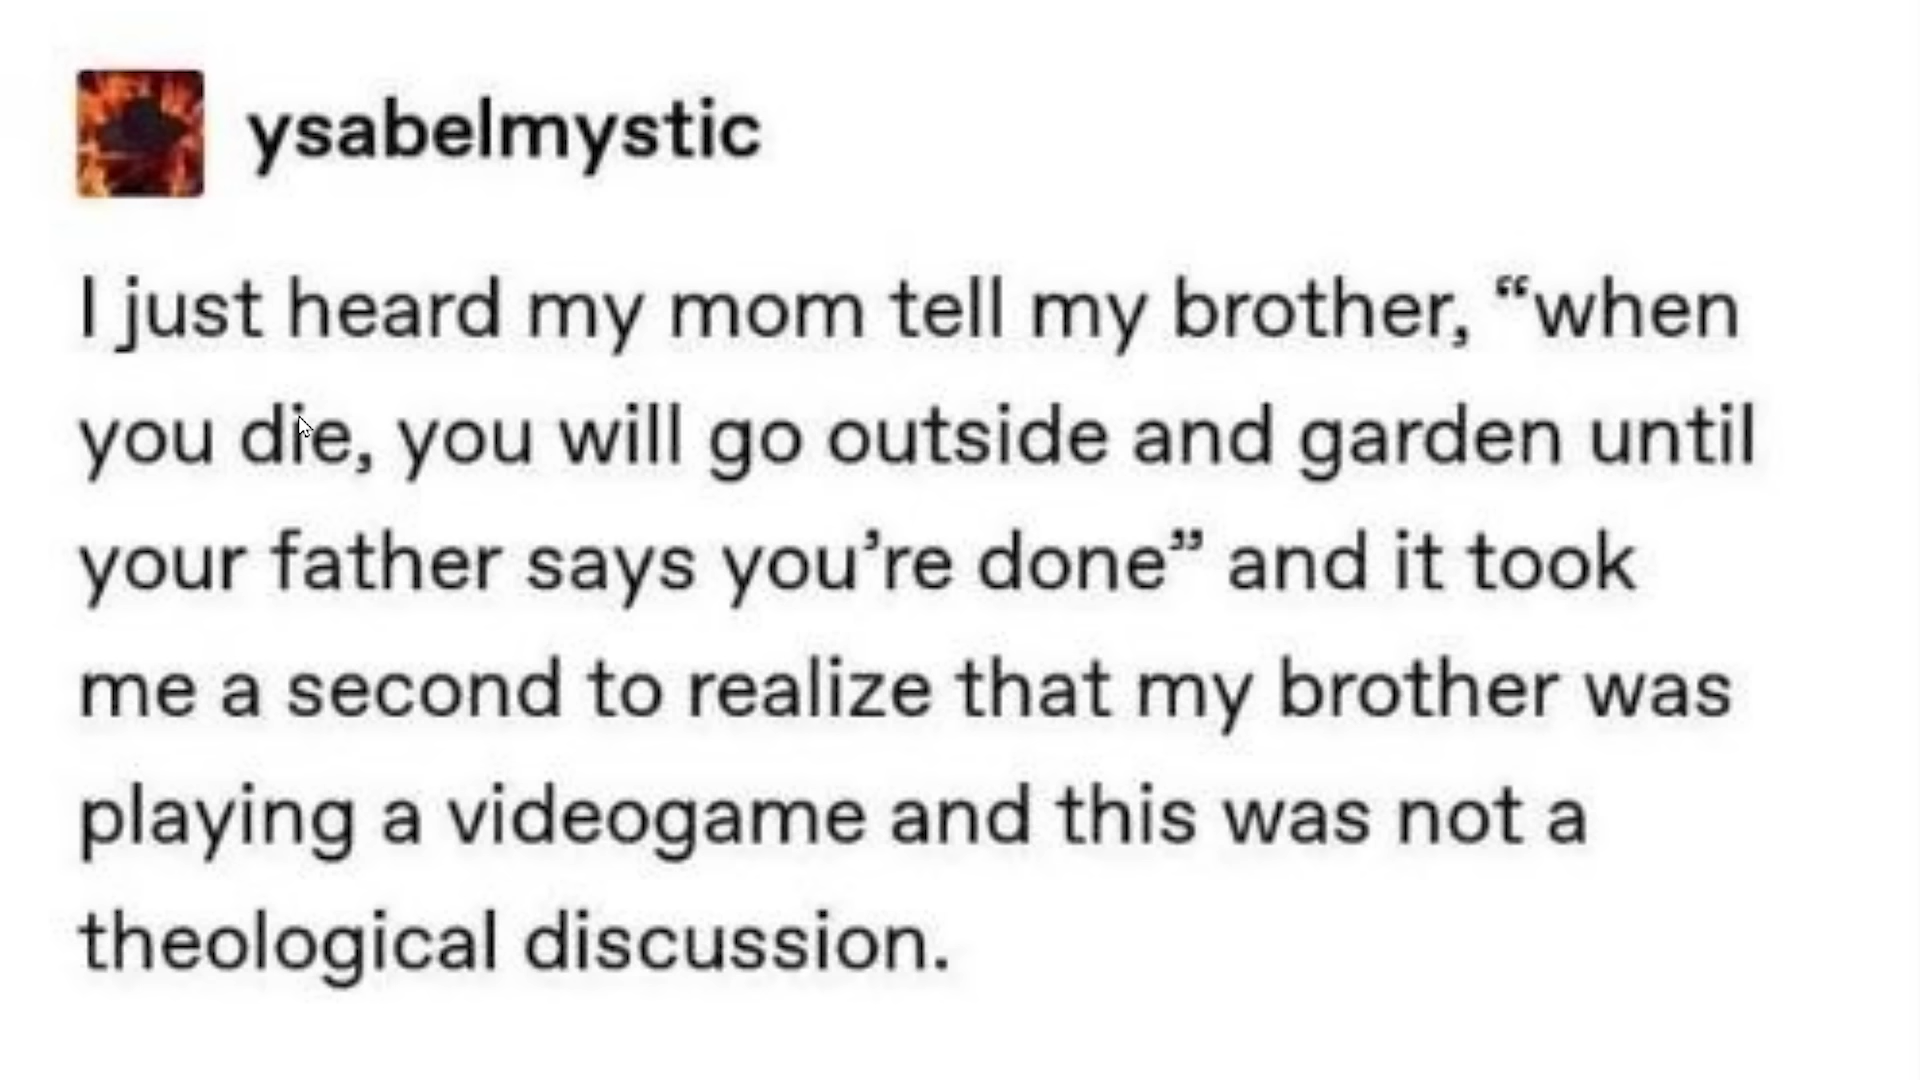 ysabelmystic
I just heard my mom tell my brother, “when
you die, you will go outside and garden until
your father says you’re done” and it took
me a second to realize that my brother was
playing a videogame and this was not a
theological discussion.